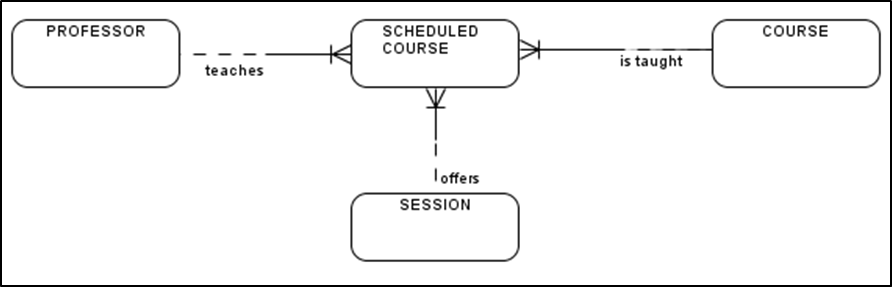 PROFESSOR
SCHEDULED
COURSE
COURSE
teaches
is taught
offers
SESSION